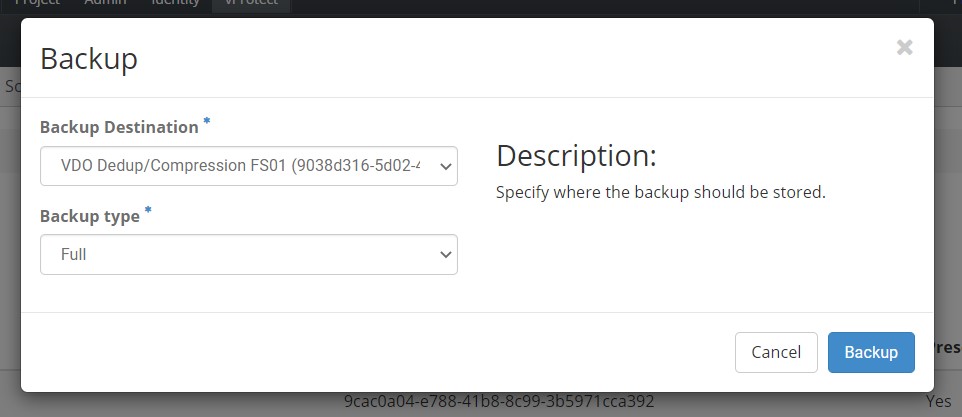 Project Admin Identity vProtect
Backup
×
Sc
Backup Destination *
VDO Dedup/Compression FS01 (9038d316-5d02-4
Description:
Specify where the backup should be stored.
Backup type *
Full
Cancel Backup
Pres
9cac0a04-e788-41b8-8c99-3b5971cca392 Yes